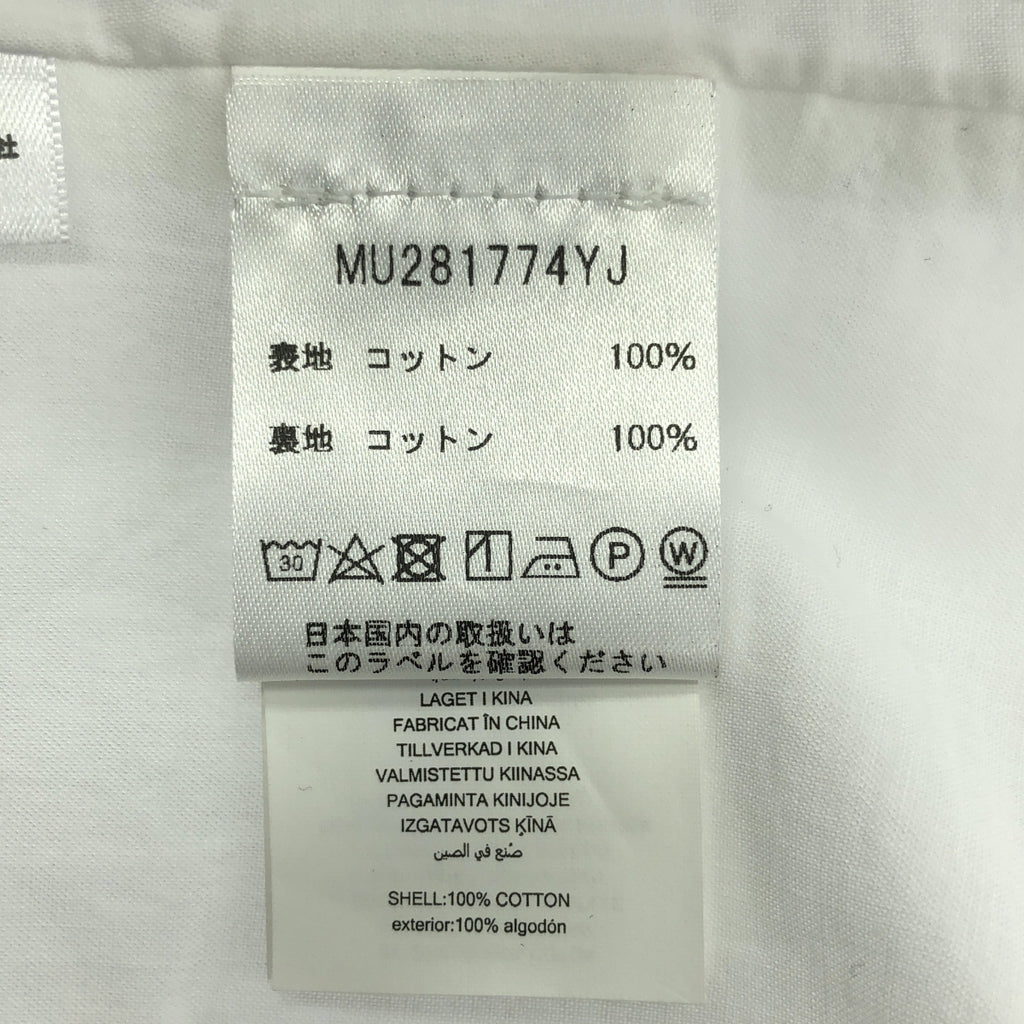 社
MU281774YJ
表地 コットン 100%
裏地 コットン 100%
30 P W
日本国内の取扱いは
このラベルを確認ください
LAGET I KINA
FABRICAT ÎN CHINA
TILLVERKAD I KINA
VALMISTETTU KIINASSA
PAGAMINTA KINIJOJE
IZGATAVOTS ĶĪNĀ
صُنع في الصين
SHELL:100% COTTON
exterior:100% algodón